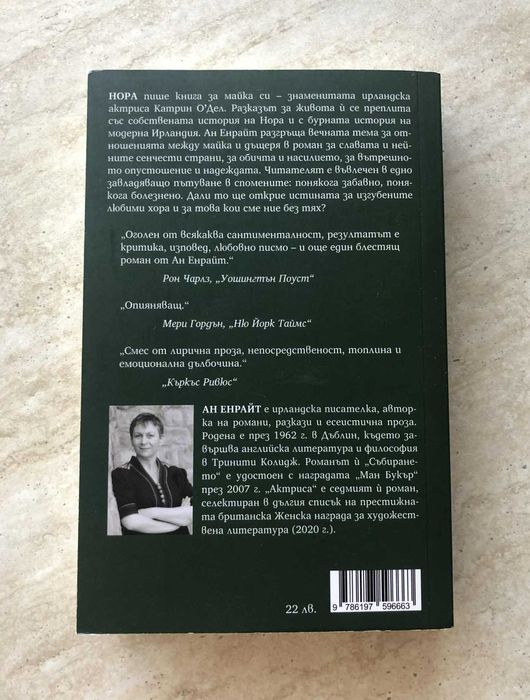 НОРА пише книга за майка си – знаменитата ирландска
актриса Катрин О'Дел. Разказът за живота ѝ се преплита
със собствената история на Нора и с бурната история на
модерна Ирландия. Ан Енрайт разгръща вечната тема за от-
ношенията между майка и дъщеря в роман за славата и ней-
ните сенчести страни, за обичта и насилието, за вътрешно-
то опустошение и надеждата. Читателят е въвлечен в едно
завладяващо пътуване в спомените: понякога забавно, поня-
кога болезнено. Дали то ще открие истината за изгубените
любими хора и за това кои сме ние без тях?
„Оголен от всякаква сантименталност, резултатът е
критика, изповед, любовно писмо – и още един блестящ
роман от Ан Енрайт.“
Рон Чарлз, „Уошингтън Поуст“
„Опияняващ.“
Мери Гордън, „Ню Йорк Таймс“
„Смес от лирична проза, непосредственост, топлина и
емоционална дълбочина.“
„Къркъс Ривюс“
АН ЕНРАЙТ е ирландска писателка, автор-
ка на романи, разкази и есеистична проза.
Родена е през 1962 г. в Дъблин, където за-
вършва английска литература и философия
в Тринити Колидж. Романът ѝ „Събиране-
то“ е удостоен с наградата „Ман Букър“
през 2007 г. „Актриса“ е седмият ѝ роман,
селектиран в дългия списък на престижна-
та британска Женска награда за художест-
вена литература (2020 г.).
22 лв.
9 786197 596663